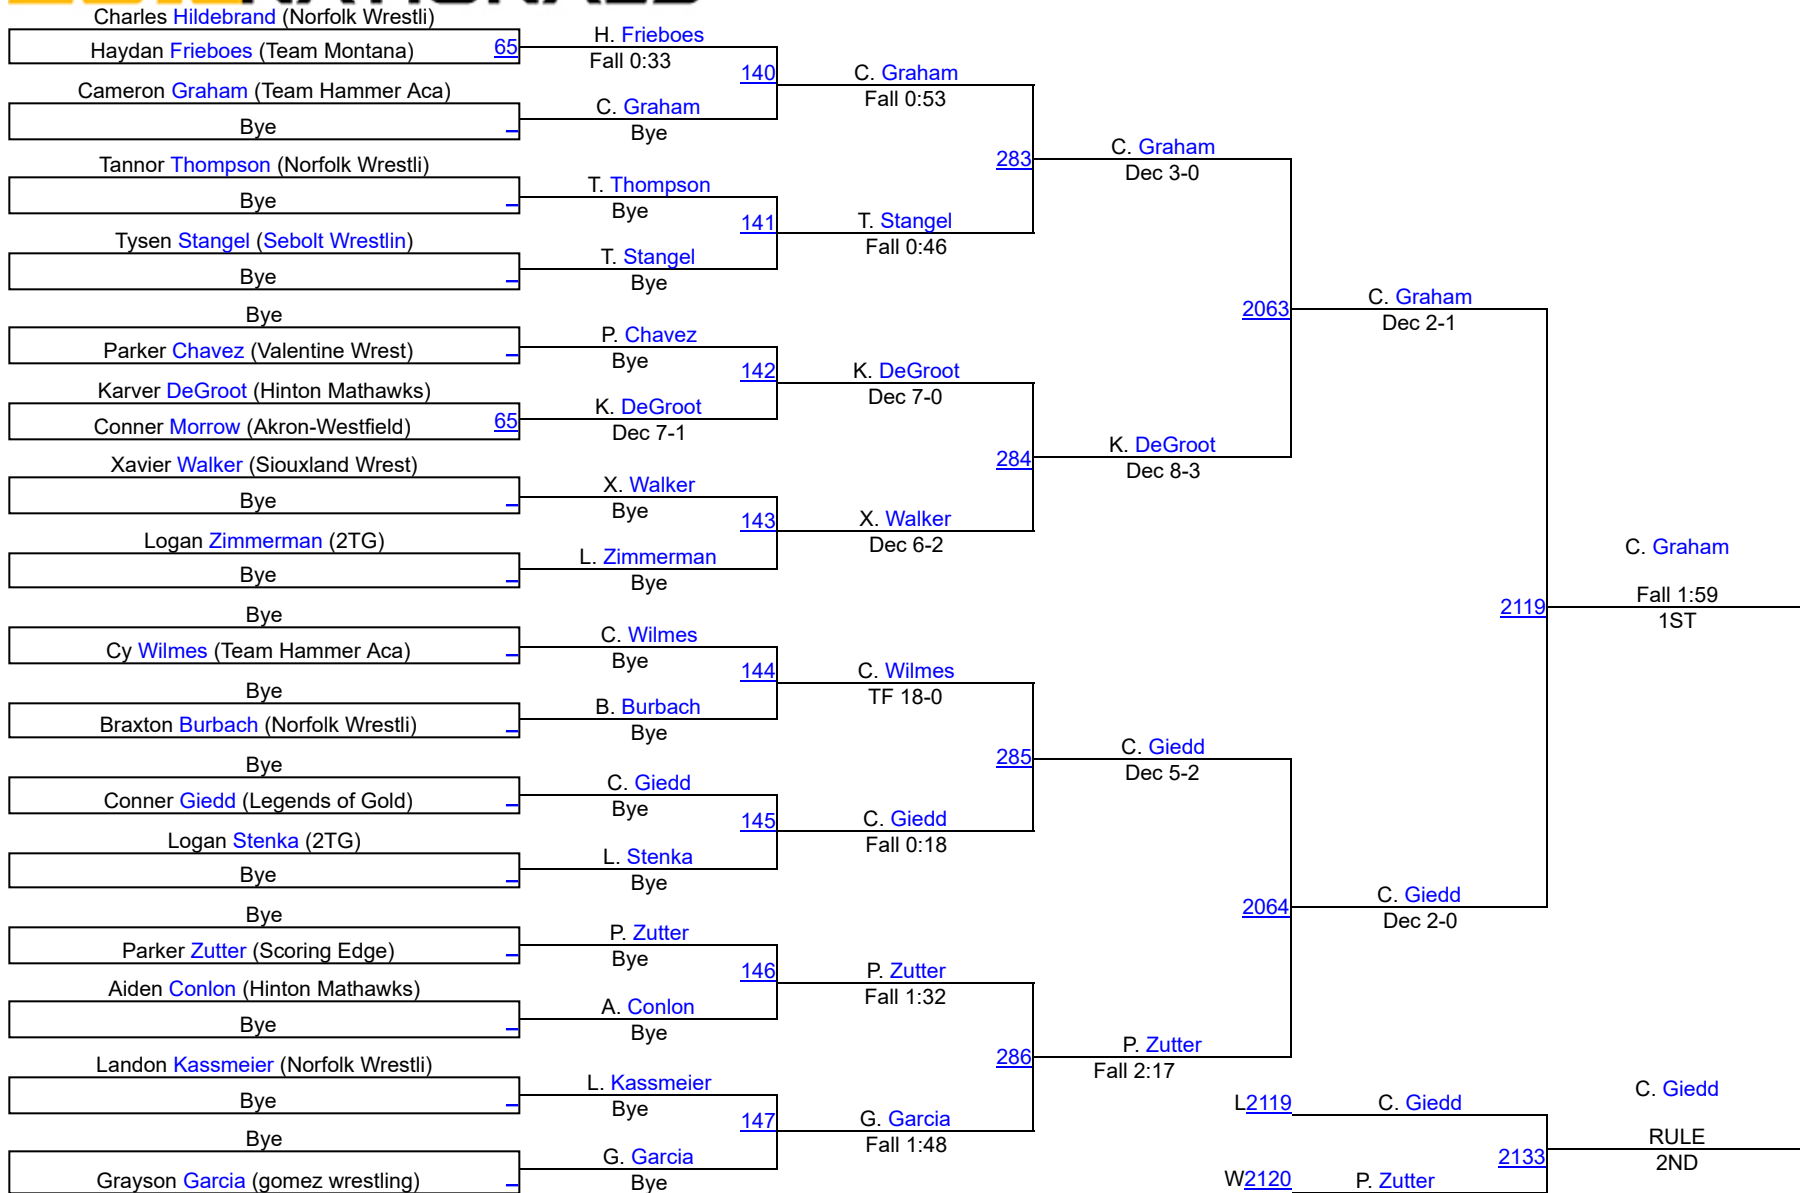 Charles Hildebrand (Norfolk Wrestli)
Haydan Frieboes (Team Montana) 65
Cameron Graham (Team Hammer Aca)
Bye
Tannor Thompson (Norfolk Wrestli)
Bye
Tysen Stangel (Sebolt Wrestlin)
Bye
Bye
Parker Chavez (Valentine Wrest)
Karver DeGroot (Hinton Mathawks)
Conner Morrow (Akron-Westfield) 65
Xavier Walker (Siouxland Wrest)
Bye
Logan Zimmerman (2TG)
Bye
Bye
Cy Wilmes (Team Hammer Aca)
Bye
Braxton Burbach (Norfolk Wrestli)
Bye
Conner Giedd (Legends of Gold)
Logan Stenka (2TG)
Bye
Bye
Parker Zutter (Scoring Edge)
Aiden Conlon (Hinton Mathawks)
Bye
Landon Kassmeier (Norfolk Wrestli)
Bye
Bye
Grayson Garcia (gomez wrestling)
H. Frieboes
Fall 0:33
140
C. Graham
Bye
T. Thompson
Bye
141
T. Stangel
Bye
P. Chavez
Bye
142
K. DeGroot
Dec 7-1
X. Walker
Bye
143
L. Zimmerman
Bye
C. Wilmes
Bye
144
B. Burbach
Bye
C. Giedd
Bye
145
L. Stenka
Bye
P. Zutter
Bye
146
A. Conlon
Bye
L. Kassmeier
Bye
147
G. Garcia
Bye
C. Graham
Fall 0:53
283
T. Stangel
Fall 0:46
K. DeGroot
Dec 7-0
284
X. Walker
Dec 6-2
C. Wilmes
TF 18-0
285
C. Giedd
Fall 0:18
P. Zutter
Fall 1:32
286
G. Garcia
Fall 1:48
C. Graham
Dec 3-0
2063
K. DeGroot
Dec 8-3
C. Giedd
Dec 5-2
2064
P. Zutter
Fall 2:17
C. Graham
Dec 2-1
2119
C. Giedd
Dec 2-0
C. Graham
Fall 1:59
1ST
L2119 C. Giedd
2133
W2120 P. Zutter
C. Giedd
RULE
2ND